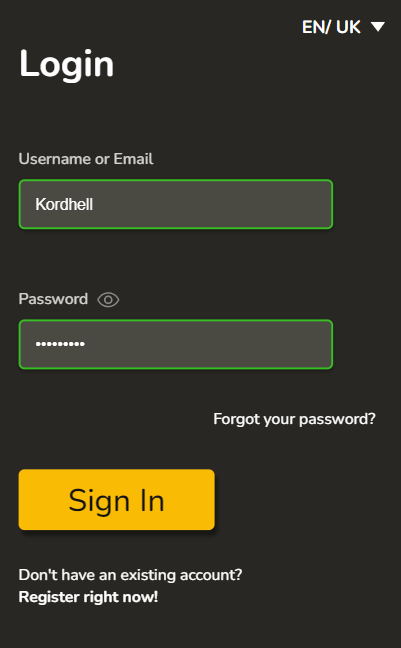 EN/ UK
Login
Username or Email
Kordhell
Password
•••••••••
Forgot your password?
Sign In
Don't have an existing account?
Register right now!